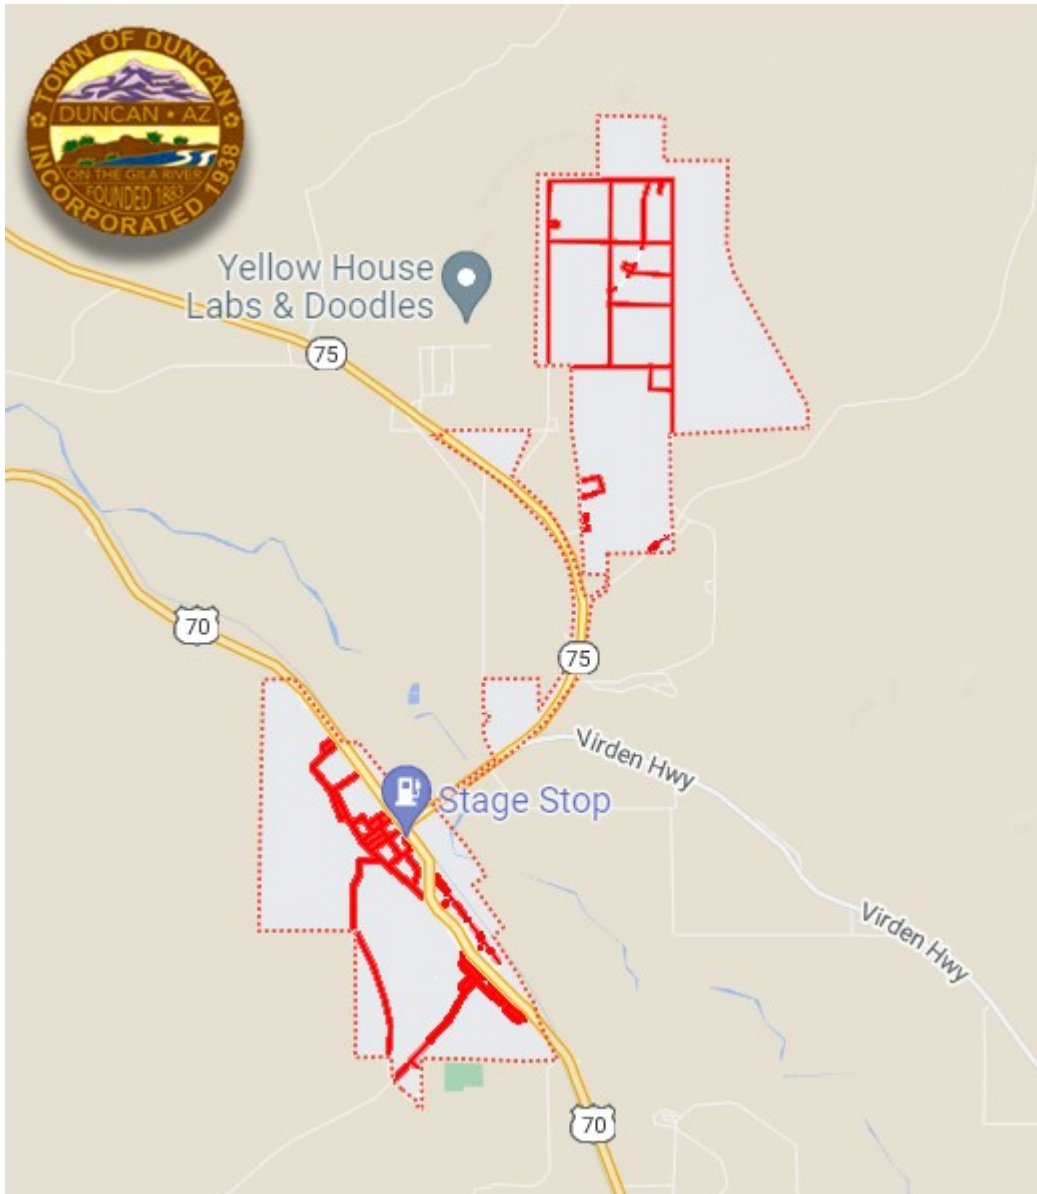 TOWN OF DUNCAN
DUNCAN • AZ
ON THE GILA RIVER
FOUNDED 1883
INCORPORATED 1938
Yellow House
Labs & Doodles
75
70
75
Virden Hwy
Stage Stop
Virden Hwy
70